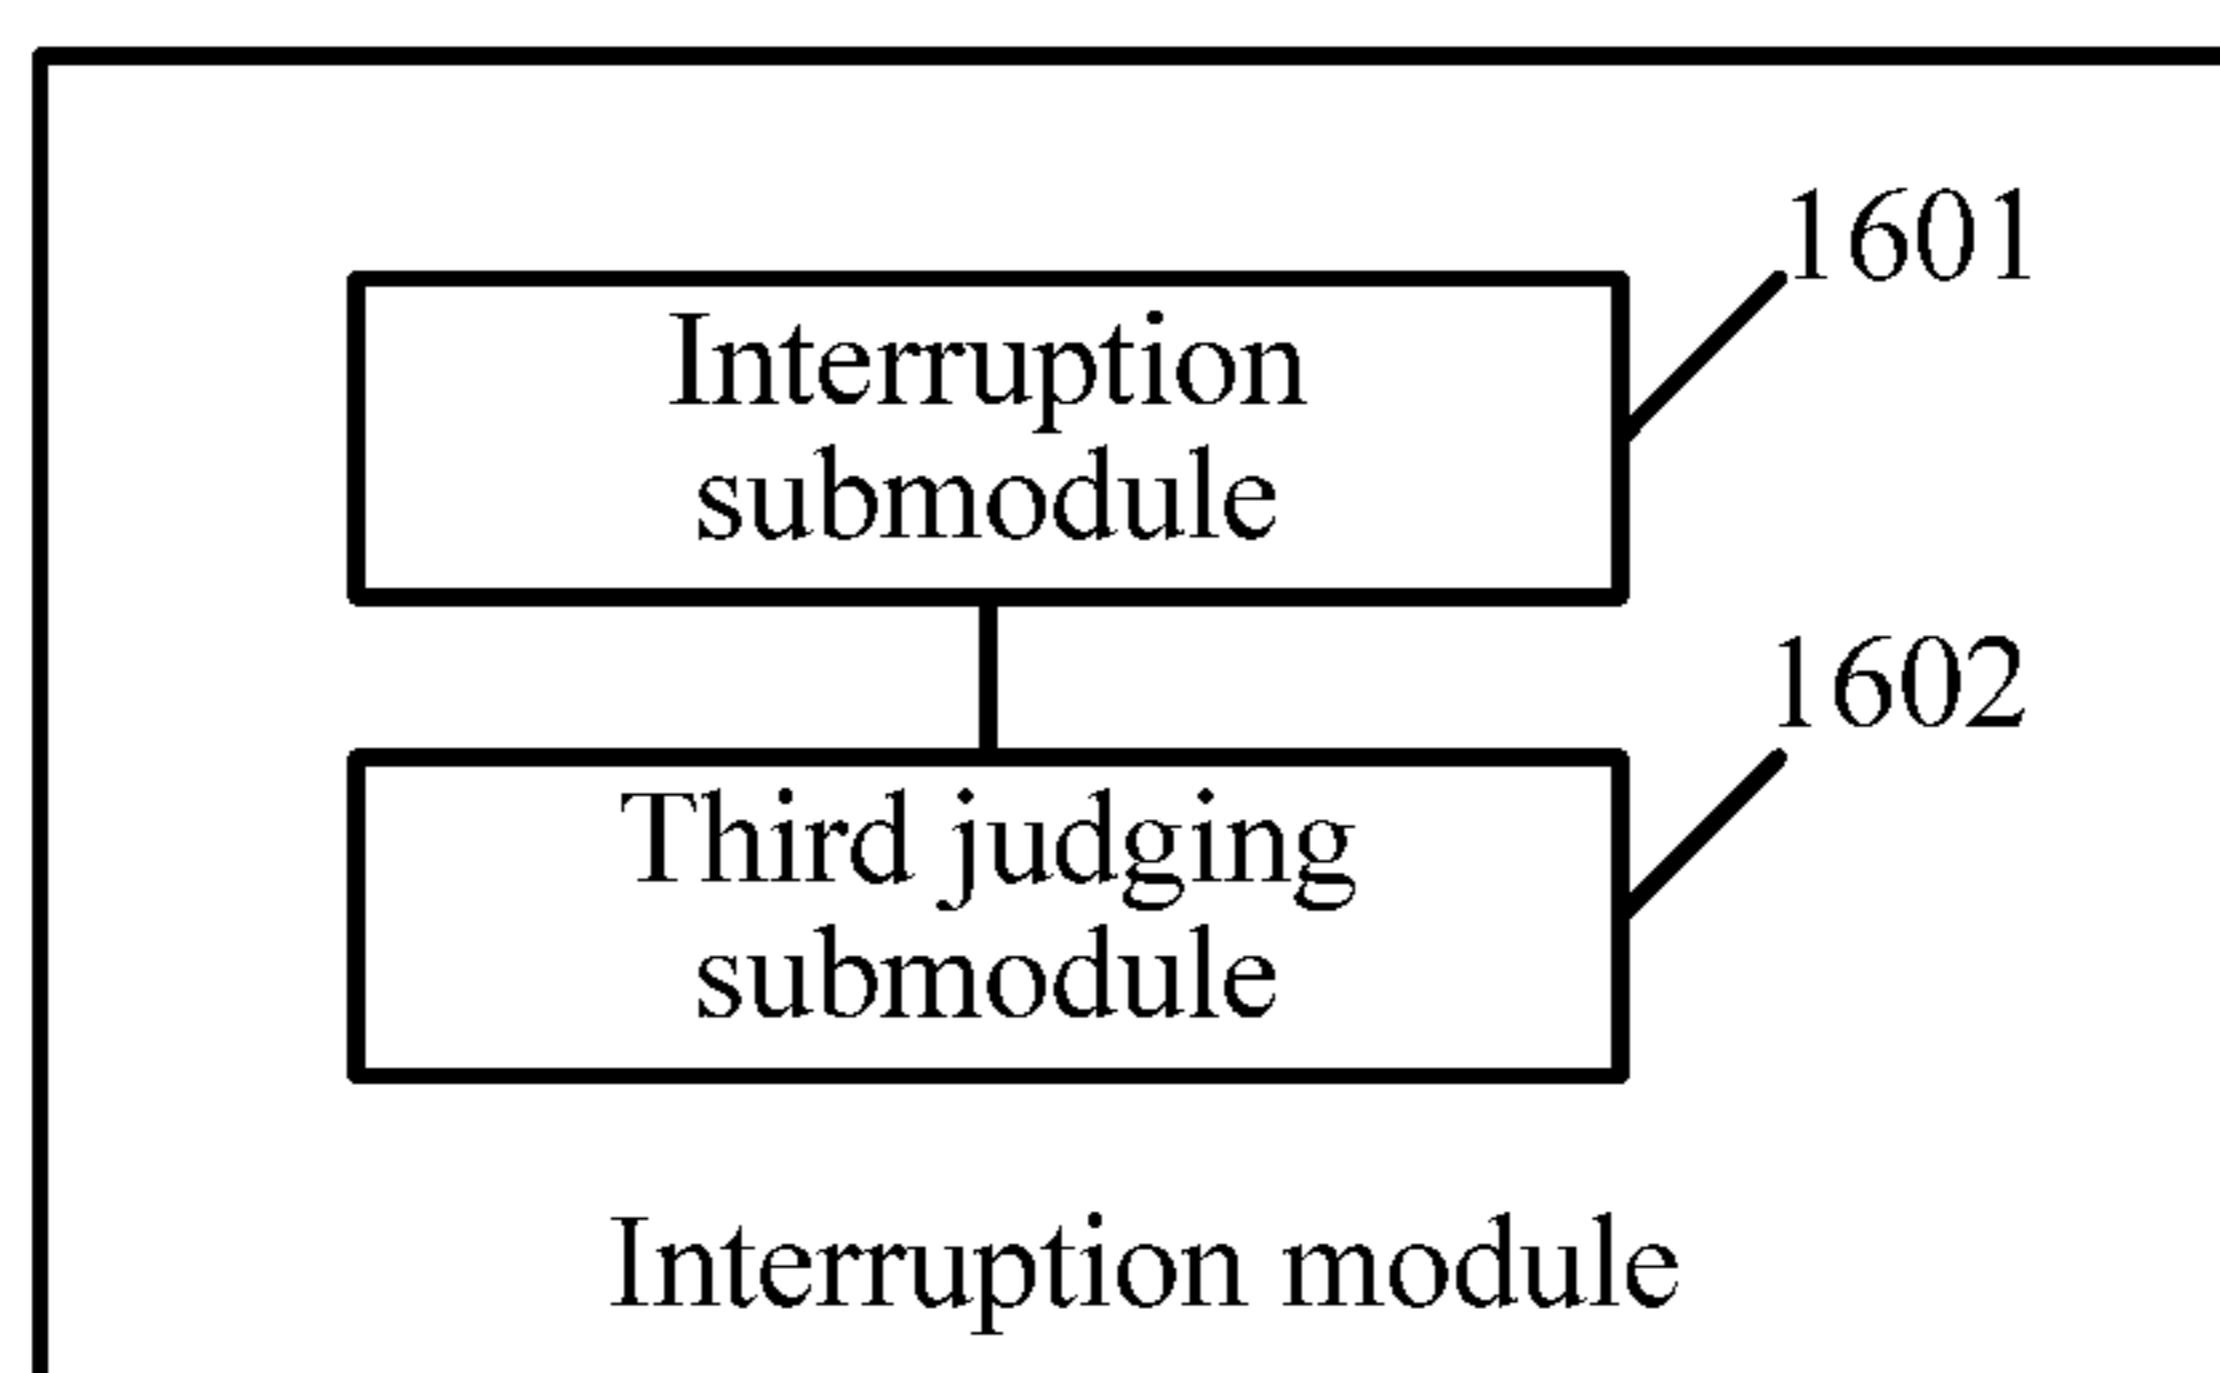 1601
Interruption
submodule
1602
Third judging
submodule
Interruption module